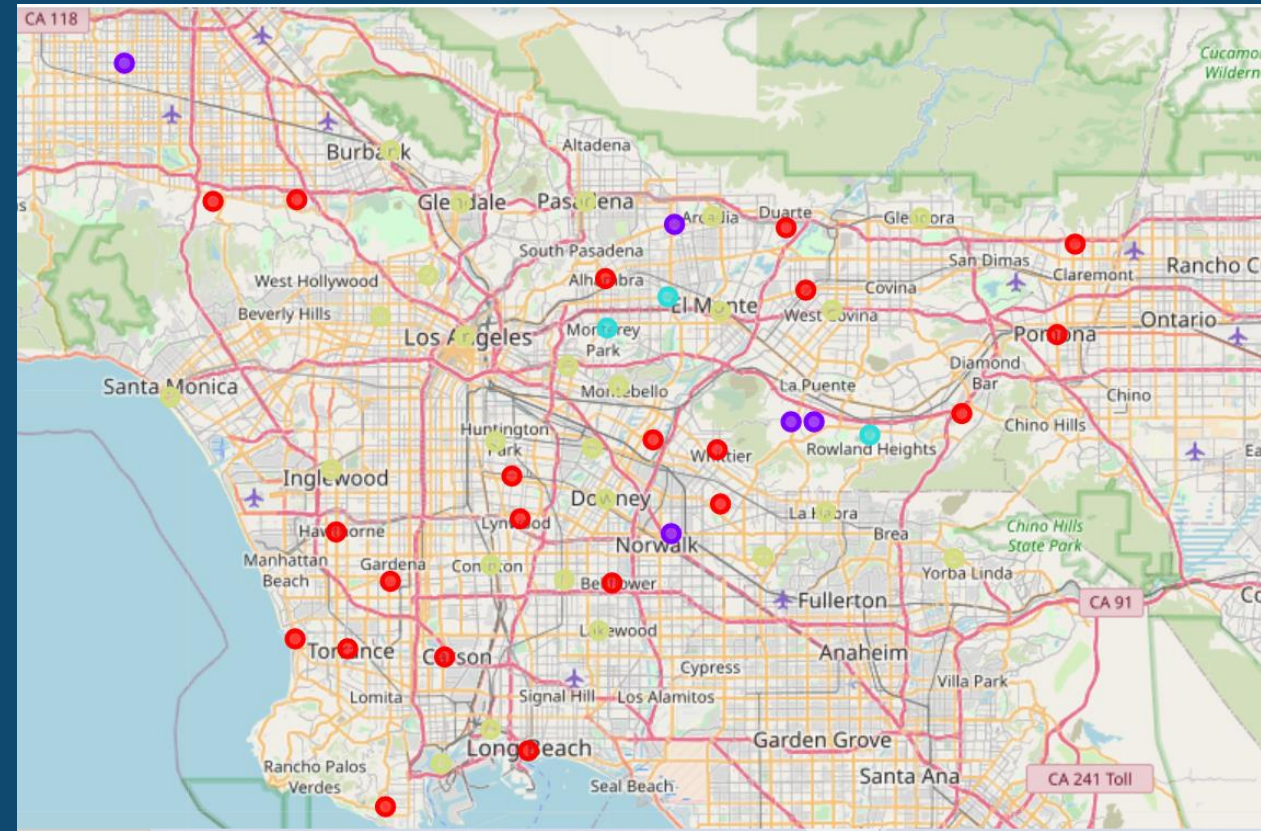 CA 118
Cucamo
Wildern
Burbank
Altadena
Glendale
Pasadena
Arcadia
Duarte
Glendora
South Pasadena
San Dimas
Claremont
Rancho C
West Hollywood
Alhambra
Covina
El Monte
Beverly Hills
West Covina
Los Angeles
Monterey
Park
Pomona
Ontario
Diamond
Bar
Santa Monica
Montebello
La Puente
Chino
Huntington
Park
Whittier
Rowland Heights
Chino Hills
Ea
Inglewood
Downey
Lynwood
La Habra
Hawthorne
Norwalk
Brea
Chino Hills
State Park
Manhattan
Beach
Gardena
Compton
Bellflower
Yorba Linda
Fullerton
CA 91
Co
Lakewood
Torrance
Carson
Cypress
Anaheim
Villa Park
Lomita
Signal Hill
Los Alamitos
Long Beach
Garden Grove
Rancho Palos
Verdes
Seal Beach
Santa Ana
CA 241 Toll